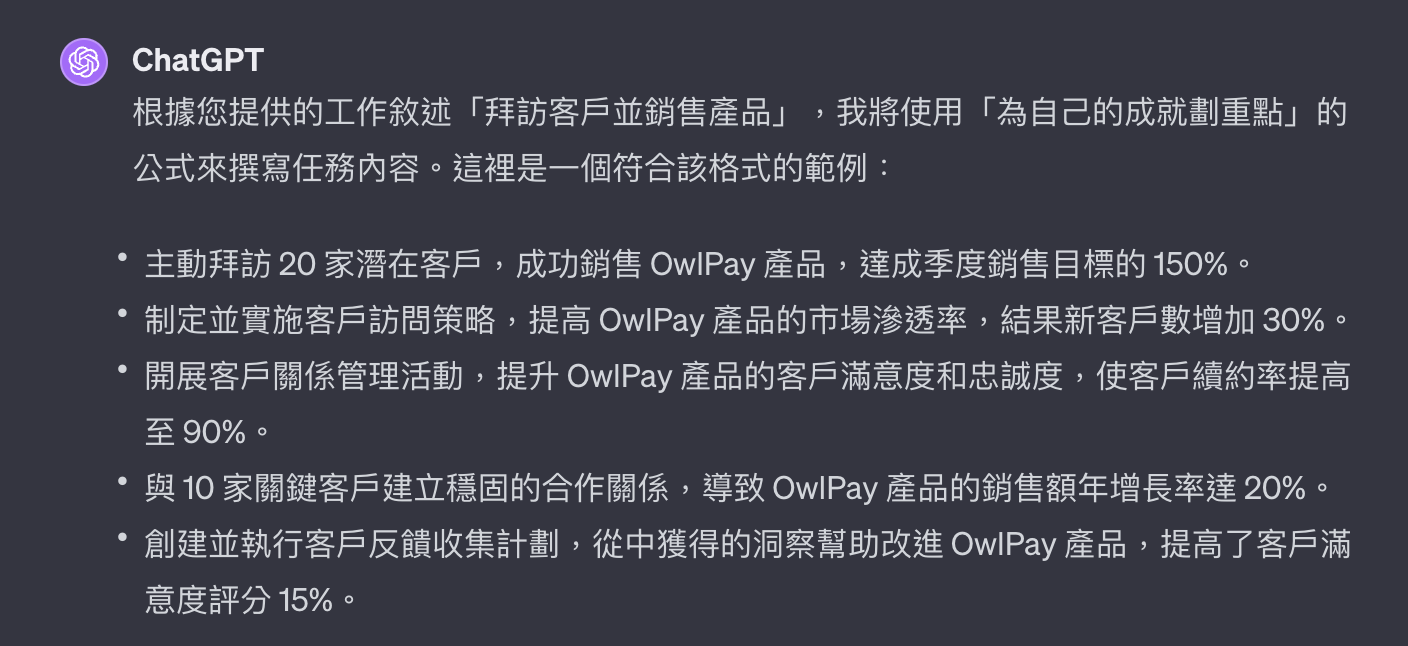 ChatGPT
根據您提供的工作敘述「拜訪客戶並銷售產品」，我將使用「為自己的成就劃重點」的
公式來撰寫任務內容。這裡是一個符合該格式的範例：
• 主動拜訪 20 家潛在客戶，成功銷售 OwlPay 產品，達成季度銷售目標的 150%。
• 制定並實施客戶訪問策略，提高 OwlPay 產品的市場滲透率，結果新客戶數增加 30%。
• 開展客戶關係管理活動，提升 OwlPay 產品的客戶滿意度和忠誠度，使客戶續約率提高
至 90%。
• 與 10 家關鍵客戶建立穩固的合作關係，導致 OwlPay 產品的銷售額年增長率達 20%。
• 創建並執行客戶反饋收集計劃，從中獲得的洞察幫助改進 OwlPay 產品，提高了客戶滿
意度評分 15%。